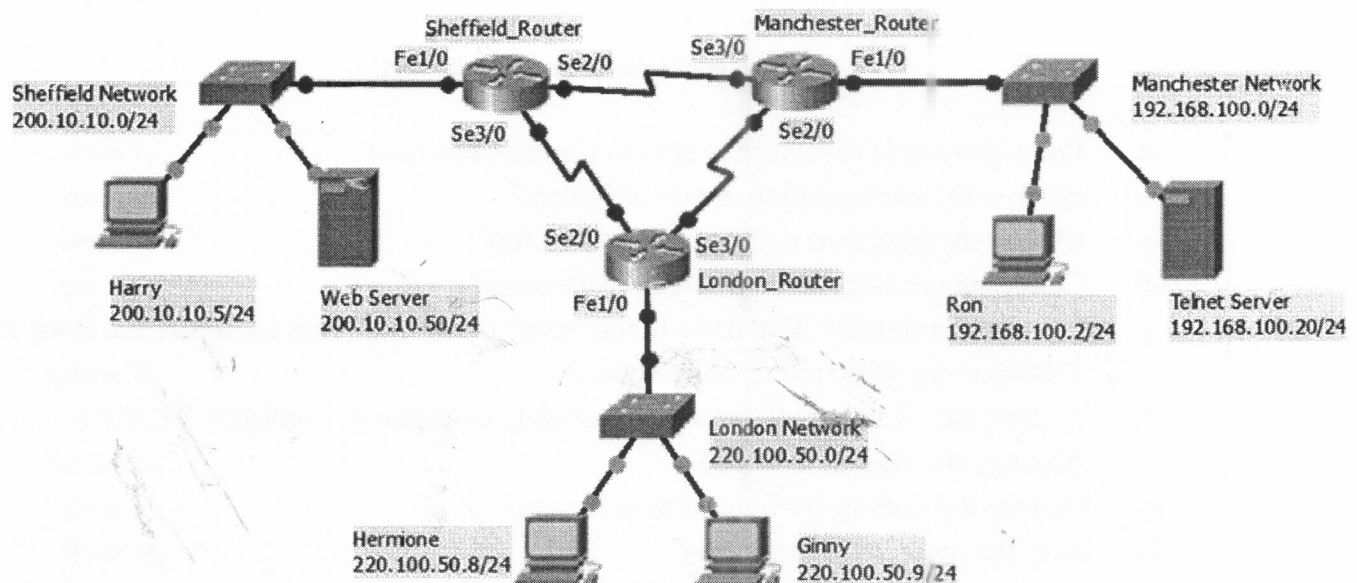 Sheffield_Router
Manchester_Router
Fe1/0
Se2/0
Se3/0
Fe1/0
Sheffield Network
200.10.10.0/24
Manchester Network
192.168.100.0/24
Se3/0
Se2/0
Se2/0
Se3/0
London_Router
Fe1/0
Harry
200.10.10.5/24
Web Server
200.10.10.50/24
Ron
192.168.100.2/24
Telnet Server
192.168.100.20/24
London Network
220.100.50.0/24
Hermione
220.100.50.8/24
Ginny
220.100.50.9/24